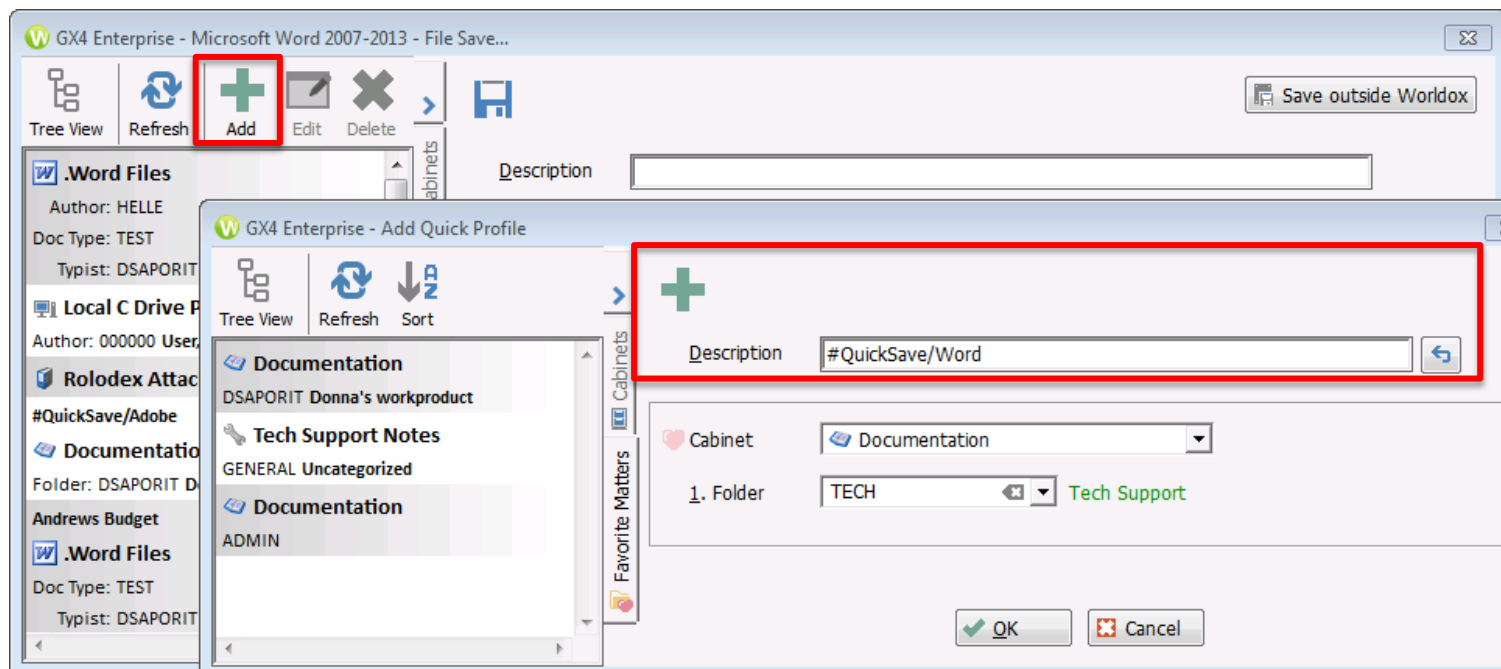 GX4 Enterprise - Microsoft Word 2007-2013 - File Save...
Tree View Refresh Add Edit Delete
Save outside Worldox
Description
.Word Files
Author: HELLE
Doc Type: TEST
Typist: DSAPORIT
Local C Drive P
Author: 000000 User,
Rolodex Attac
#QuickSave/Adobe
Documentatio
Folder: DSAPORIT D
Andrews Budget
.Word Files
Doc Type: TEST
Typist: DSAPORIT
abinets
GX4 Enterprise - Add Quick Profile
Tree View Refresh Sort
Documentation
DSAPORIT Donna's workproduct
Tech Support Notes
GENERAL Uncategorized
Documentation
ADMIN
Cabinets
Favorite Matters
Description #QuickSave/Word
Cabinet Documentation
1. Folder TECH Tech Support
OK Cancel